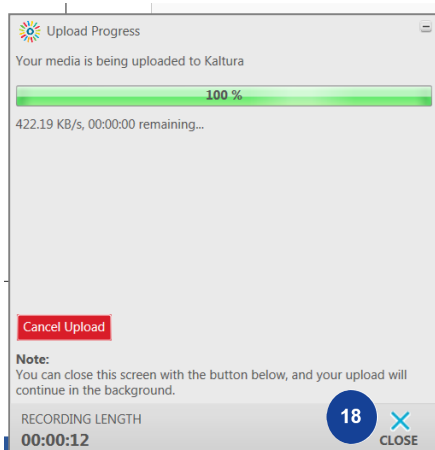 Upload Progress
Your media is being uploaded to Kaltura
100 %
422.19 KB/s, 00:00:00 remaining...
Cancel Upload
Note:
You can close this screen with the button below, and your upload will
continue in the background.
RECORDING LENGTH
00:00:12
18
CLOSE